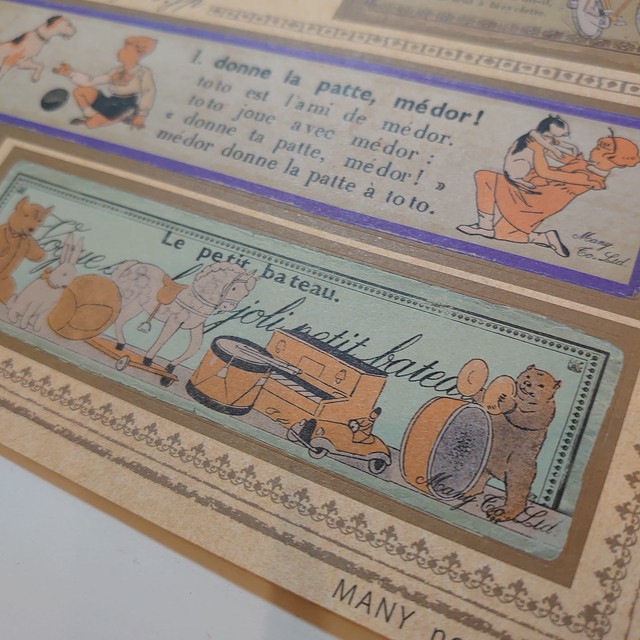 I. donne la patte, médor!
toto est l'ami de médor.
toto joue avec médor :
« donne ta patte, médor! »
médor donne la patte à toto.
Many
Co. Ltd
Le petit bateau.
joli petit bateau
Many Co. Ltd
MANY